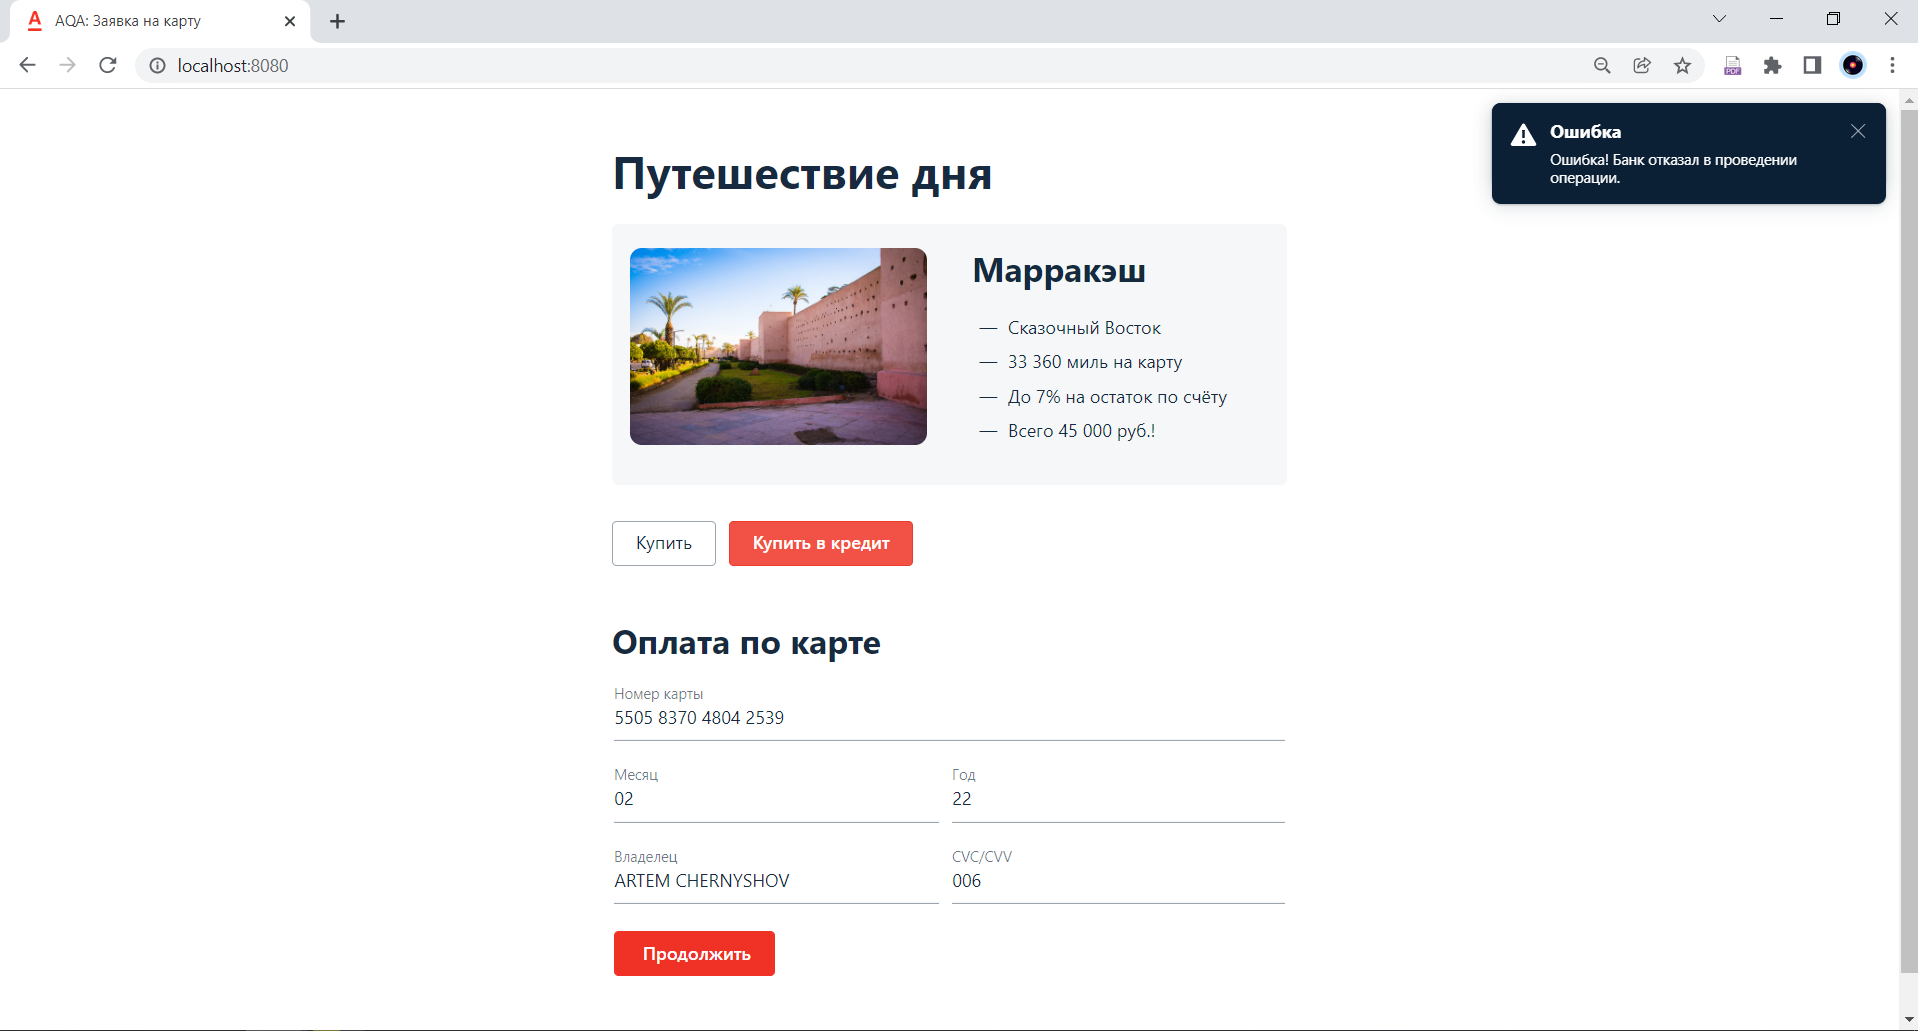 AQA: Заявка на карту
localhost:8080
PDF
Ошибка
Ошибка! Банк отказал в проведении
операции.
Путешествие дня
Марракэш
— Сказочный Восток
— 33 360 миль на карту
— До 7% на остаток по счёту
— Всего 45 000 руб.!
Купить
Купить в кредит
Оплата по карте
Номер карты
5505 8370 4804 2539
Месяц
02
Год
22
Владелец
ARTEM CHERNYSHOV
CVC/CVV
006
Продолжить